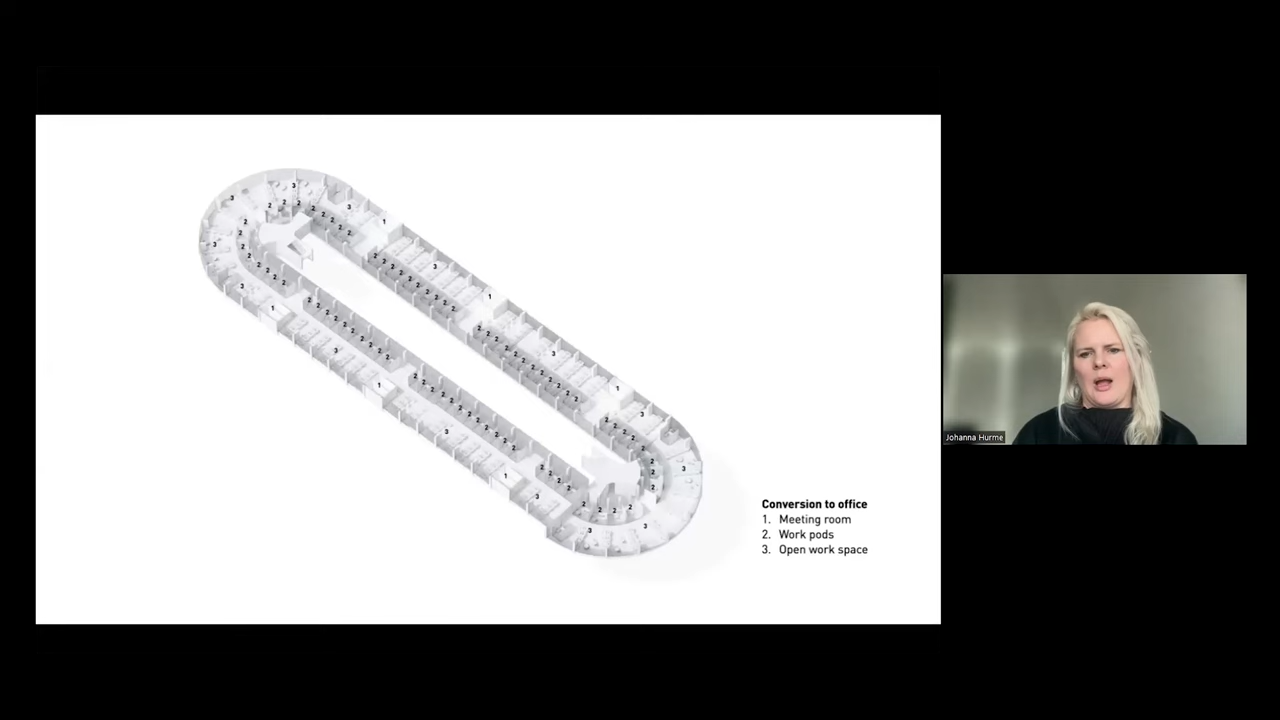 Conversion to office
1. Meeting room
2. Work pods
3. Open work space
Johanna Hurme